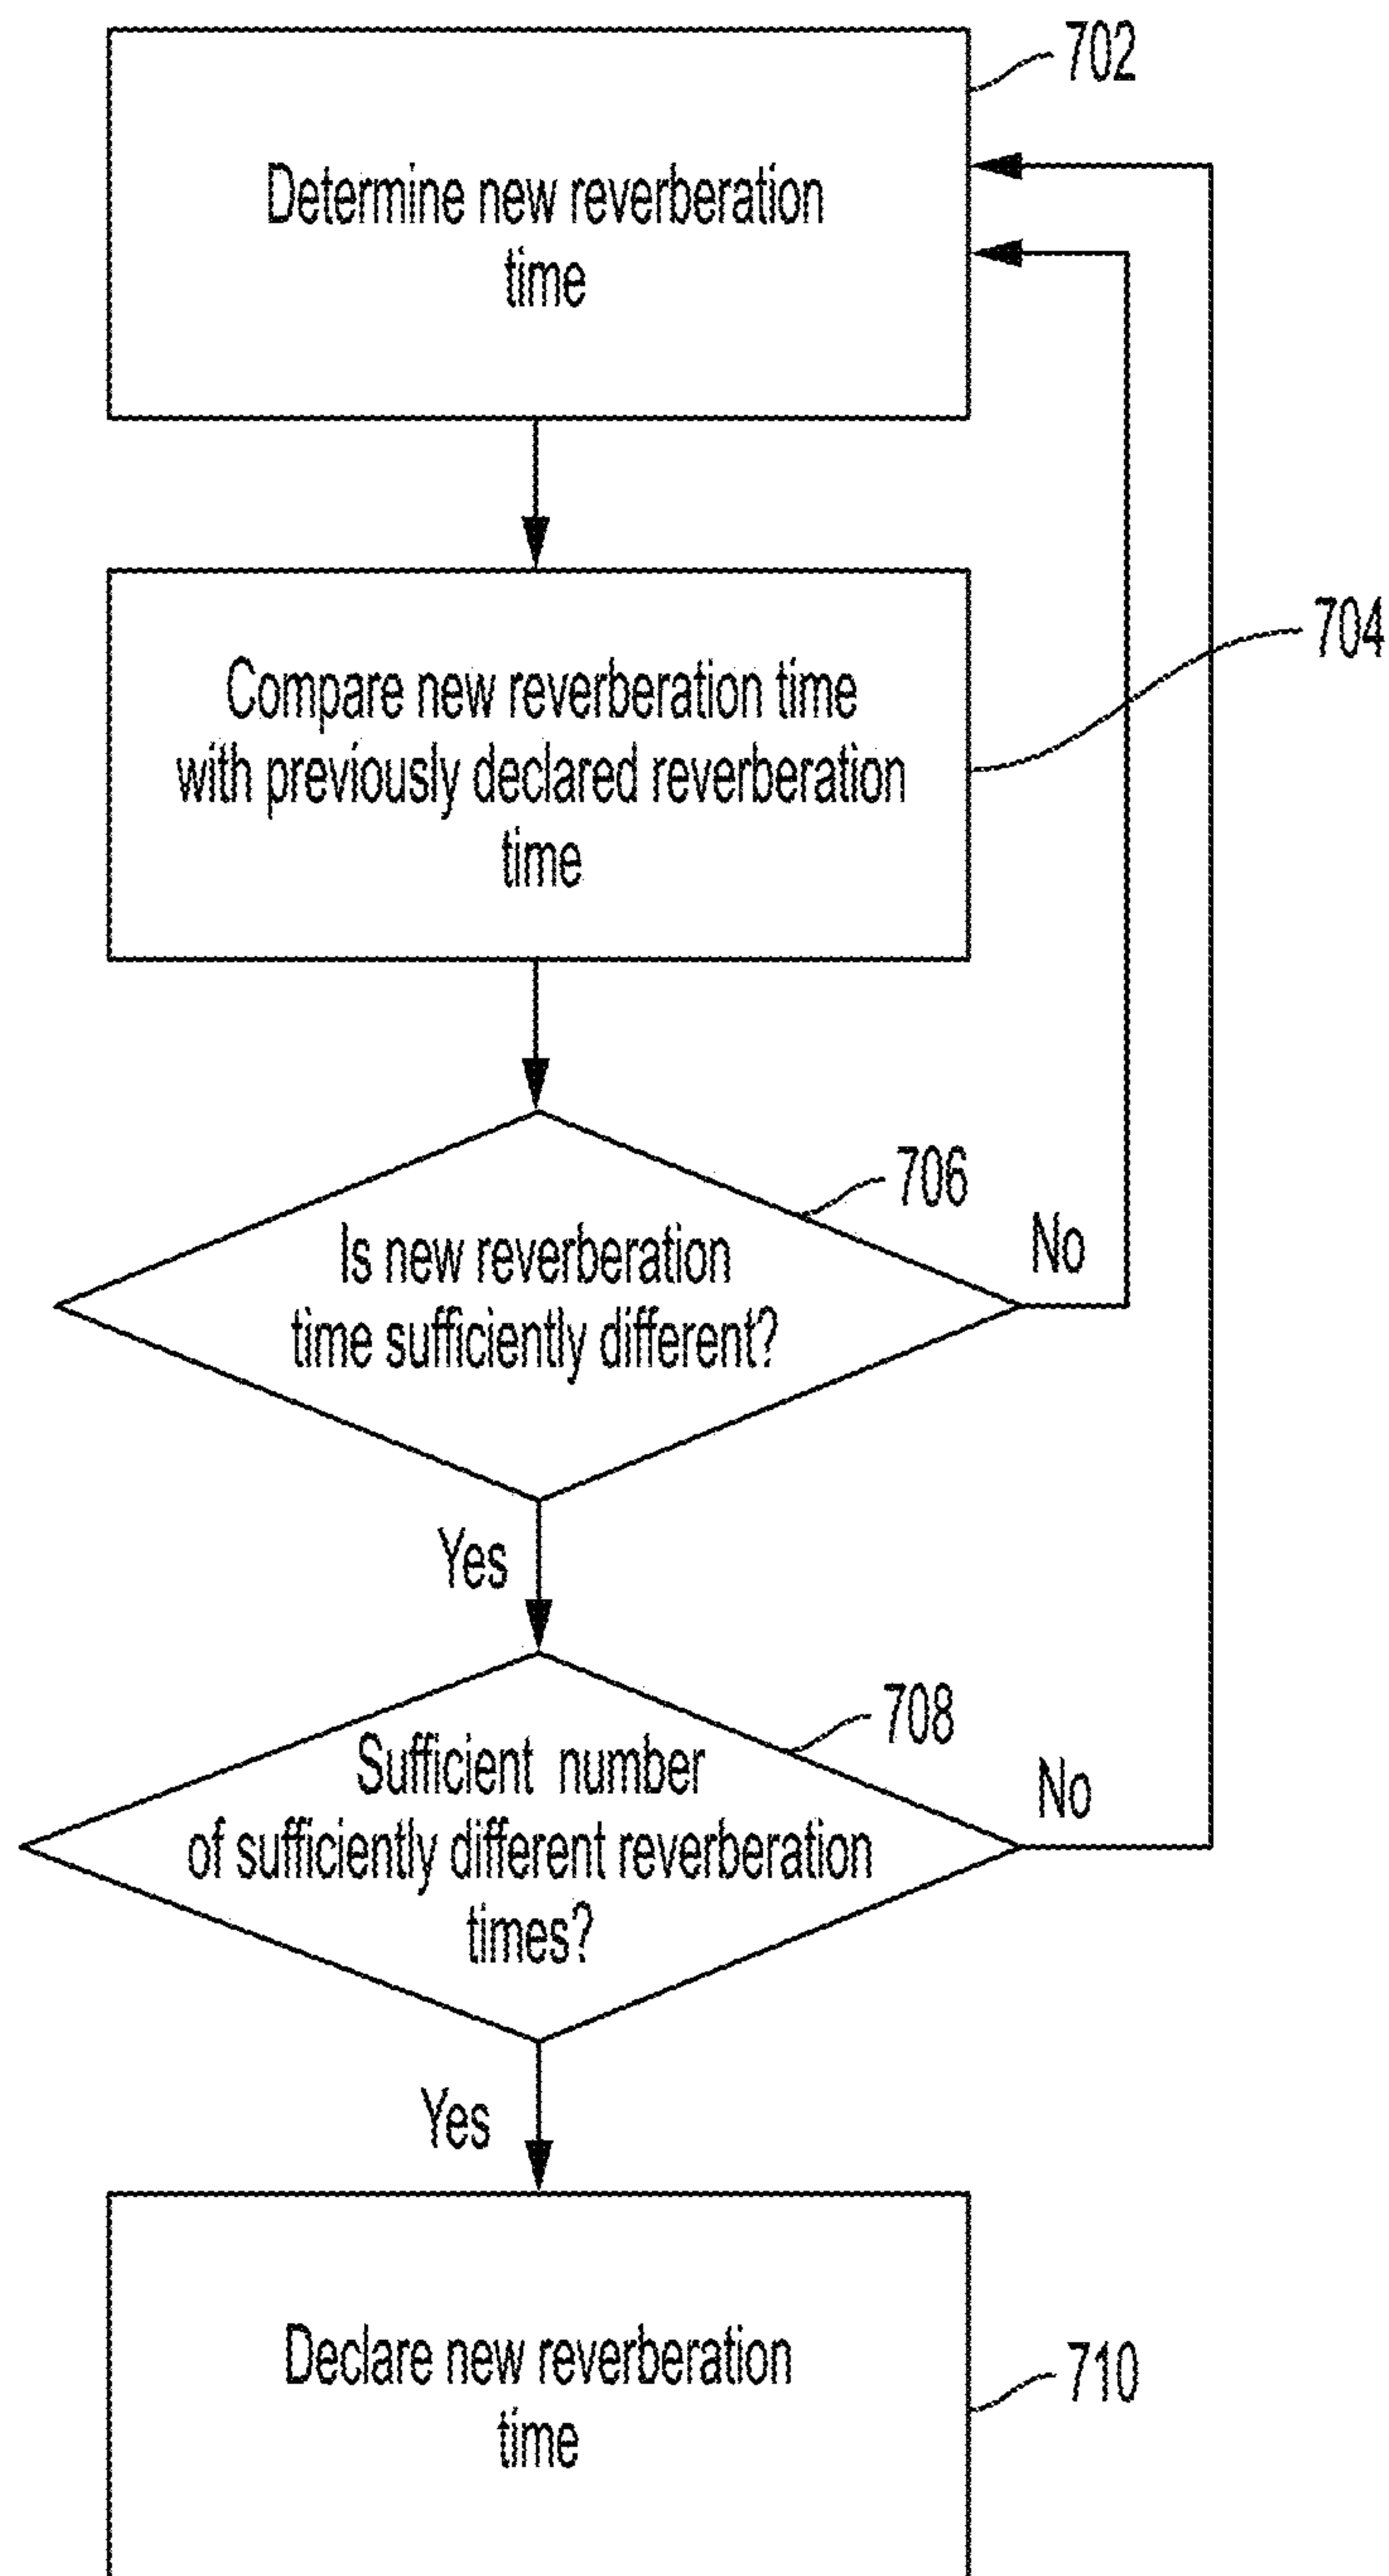 702
Determine new reverberation
time
704
Compare new reverberation time
with previously declared reverberation
time
706
Is new reverberation
time sufficiently different?
No
Yes
708
Sufficient number
of sufficiently different reverberation
times?
No
Yes
Declare new reverberation
time
710